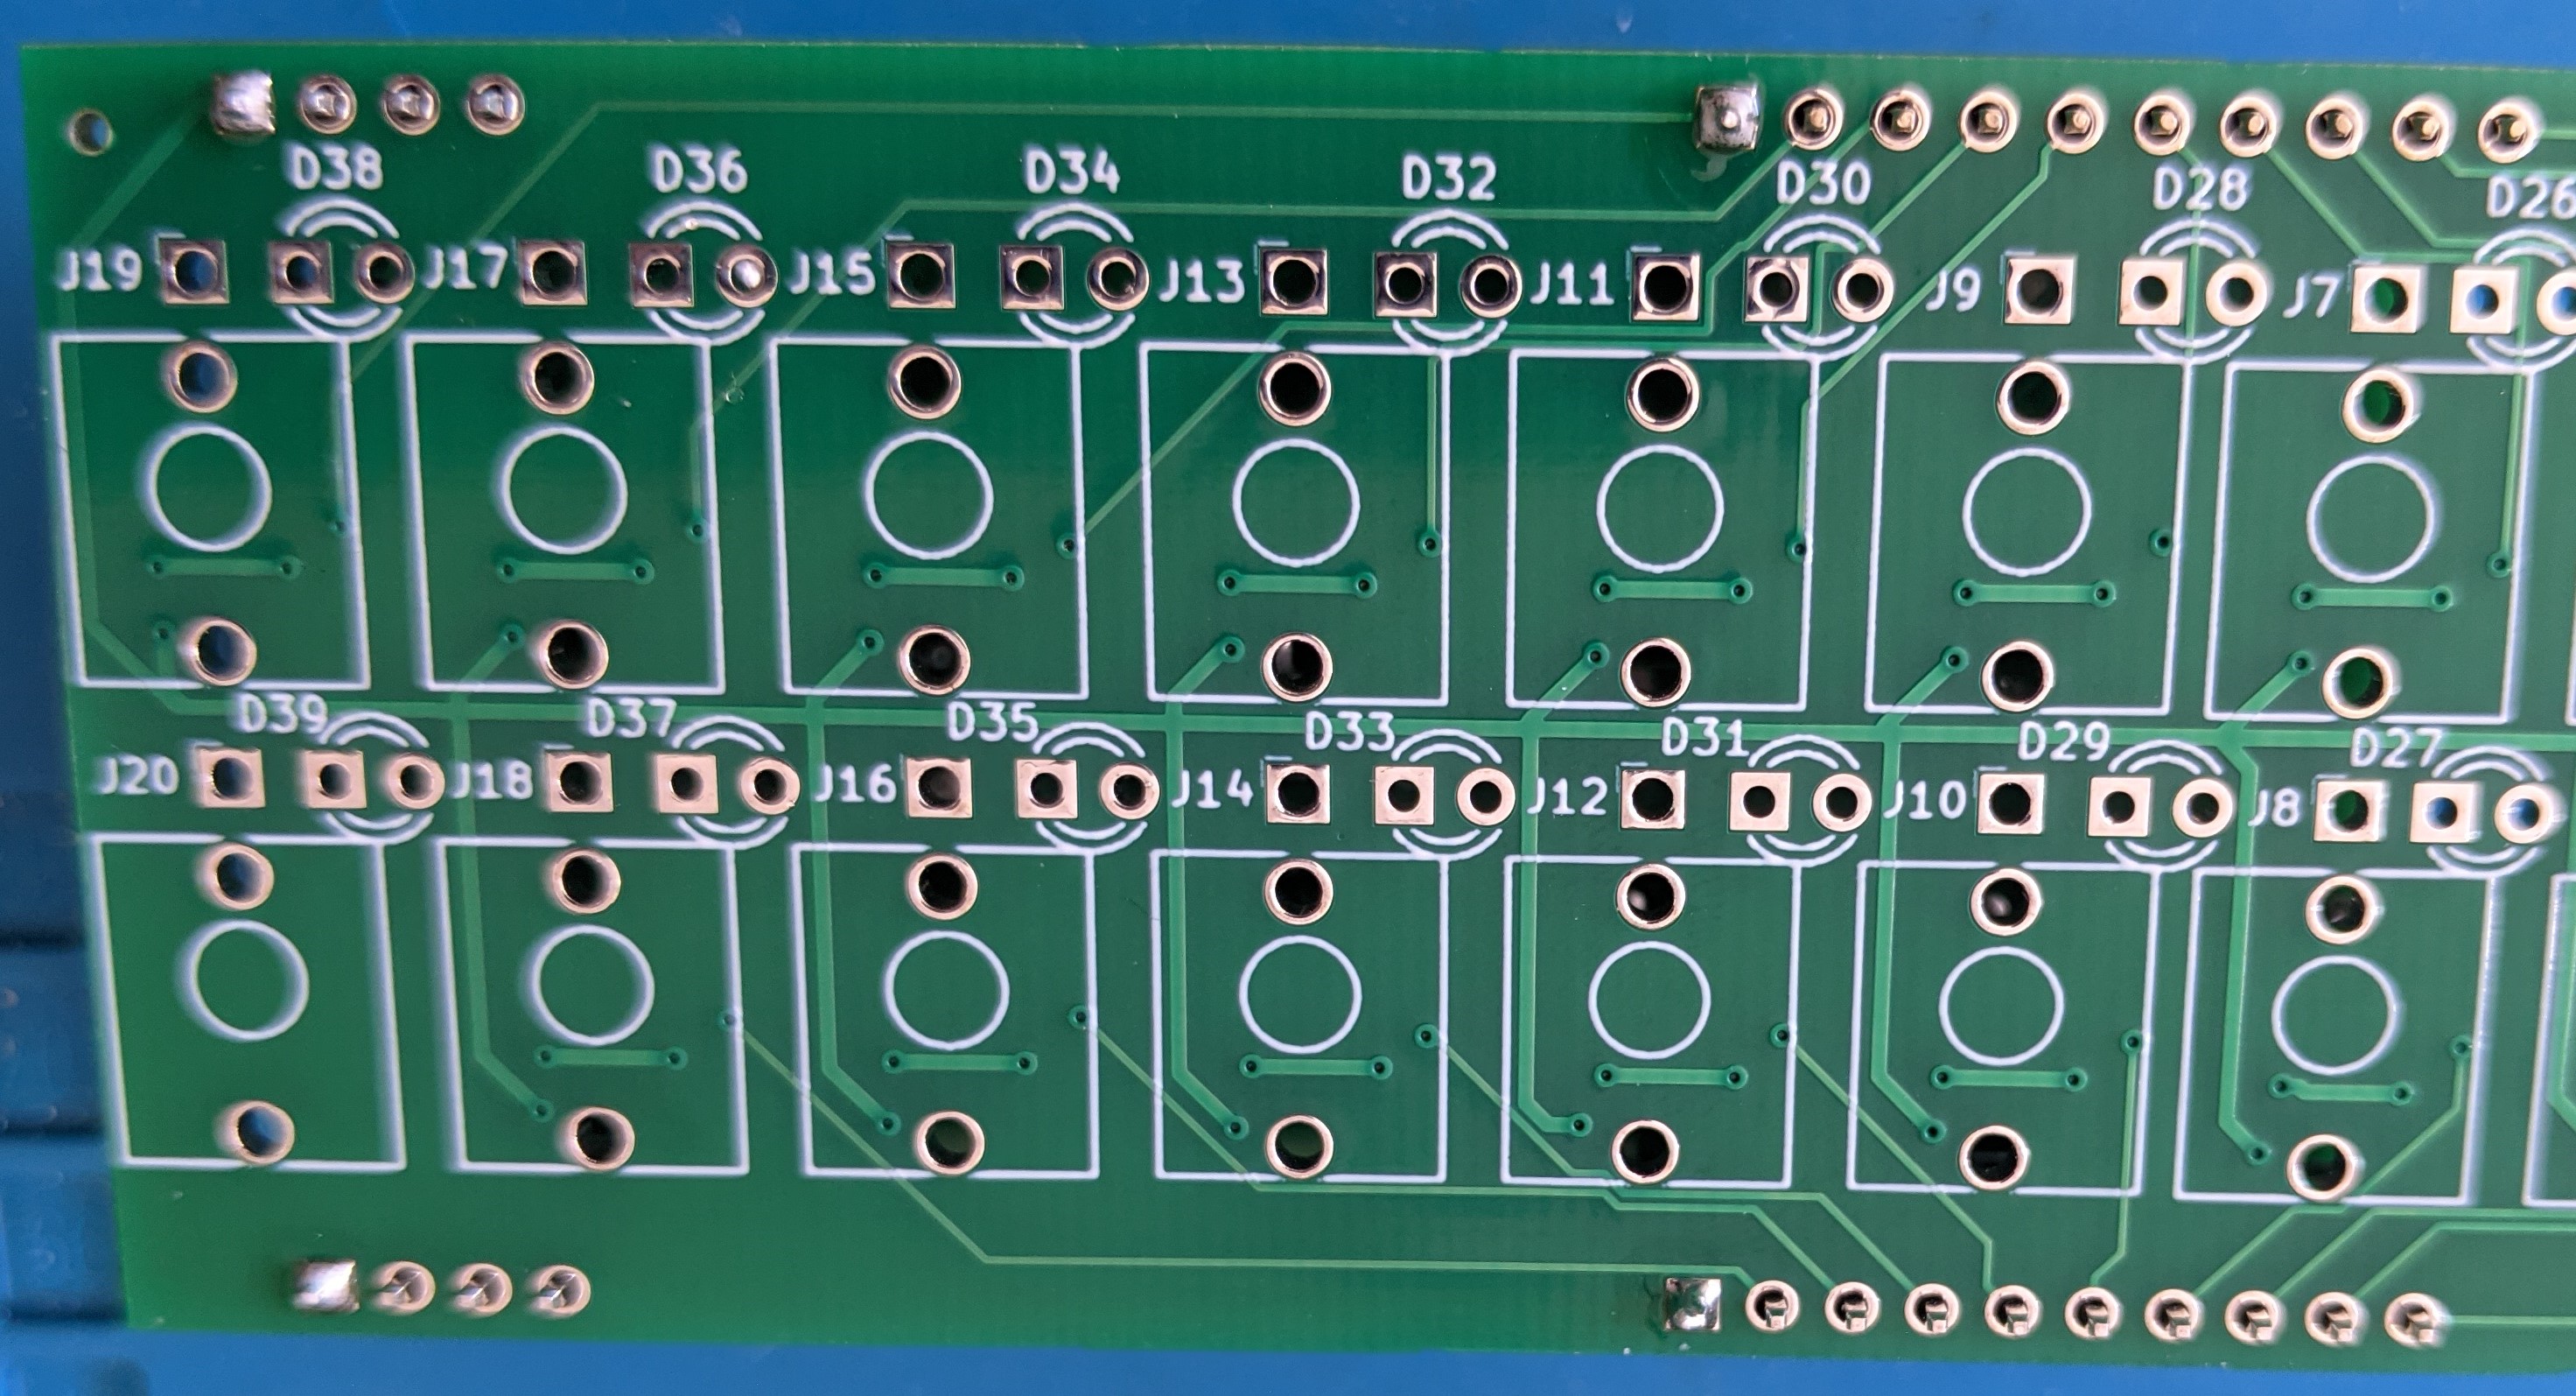 D38 D36 D34 D32 D30 D28 D26
J19 J17 J15 J13 J11 J9 J7
D39 D37 D35 D33 D31 D29 D27
J20 J18 J16 J14 J12 J10 J8